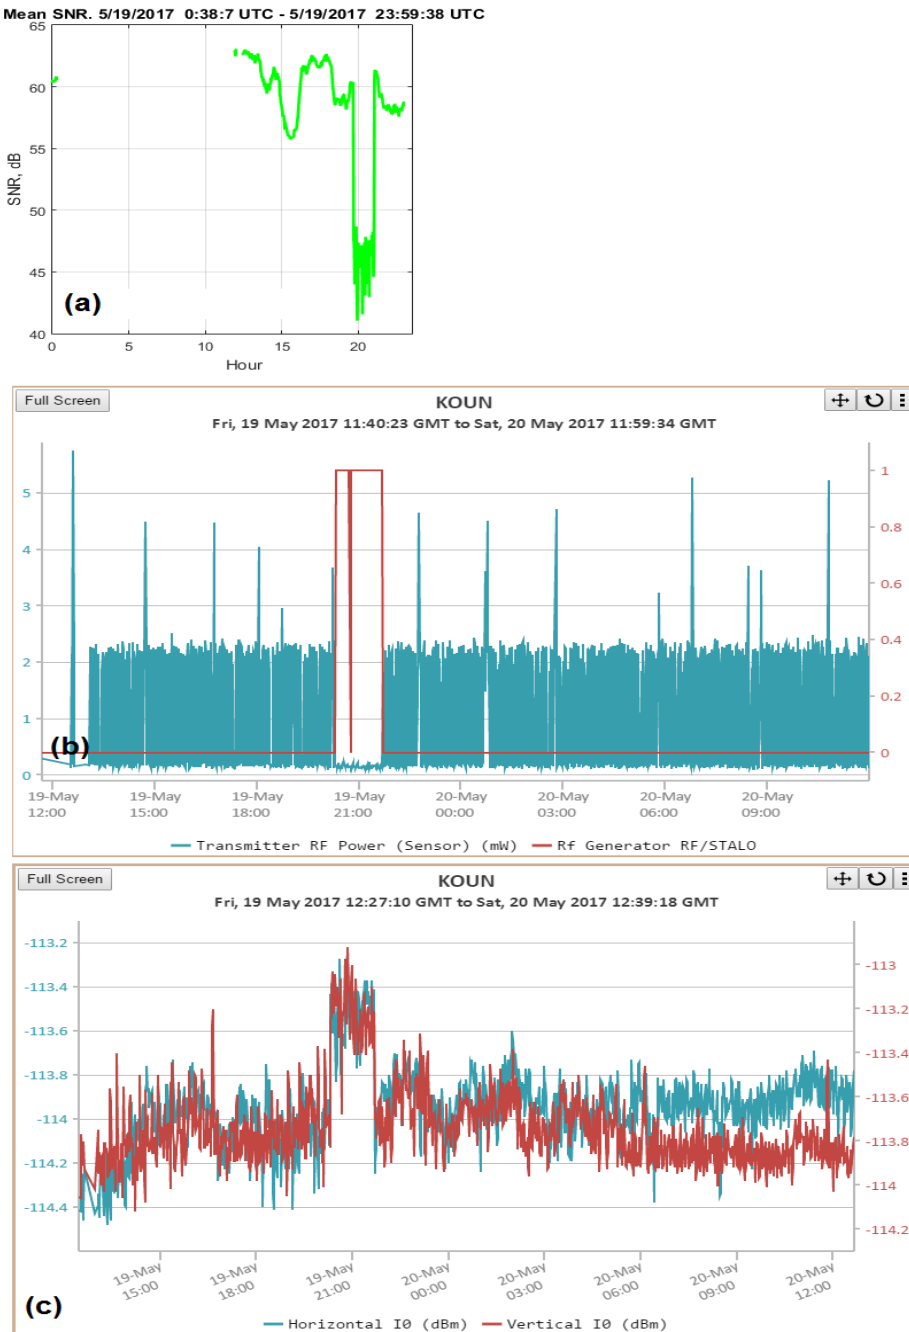 Mean SNR. 5/19/2017 0:38:7 UTC - 5/19/2017 23:59:38 UTC
65
60
55
50
45
40
SNR, dB
(a)
0 5 10 15 20
Hour
Full Screen
KOUN
Fri, 19 May 2017 11:40:23 GMT to Sat, 20 May 2017 11:59:34 GMT
5
4
3
2
1
0
1
0.8
0.6
0.4
0.2
0
(b)
19-May 19-May 19-May 19-May 20-May 20-May 20-May 20-May
12:00 15:00 18:00 21:00 00:00 03:00 06:00 09:00
Transmitter RF Power (Sensor) (mW) Rf Generator RF/STALO
Full Screen
KOUN
Fri, 19 May 2017 12:27:10 GMT to Sat, 20 May 2017 12:39:18 GMT
-113.2
-113.4
-113.6
-113.8
-114
-114.2
-114.4
-113
-113.2
-113.4
-113.6
-113.8
-114
-114.2
19-May 19-May 19-May 20-May 20-May 20-May 20-May 20-May
15:00 18:00 21:00 00:00 03:00 06:00 09:00 12:00
(c)
Horizontal I0 (dBm) Vertical I0 (dBm)